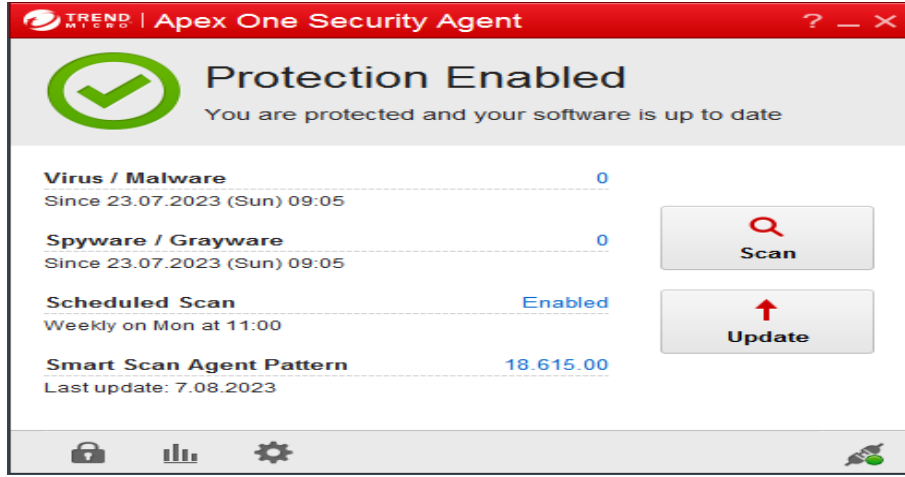 TREND MICRO | Apex One Security Agent ? _ ×
Protection Enabled
You are protected and your software is up to date
Virus / Malware 0
Since 23.07.2023 (Sun) 09:05
Spyware / Grayware 0
Since 23.07.2023 (Sun) 09:05
Scheduled Scan Enabled
Weekly on Mon at 11:00
Smart Scan Agent Pattern 18.615.00
Last update: 7.08.2023
Scan
Update